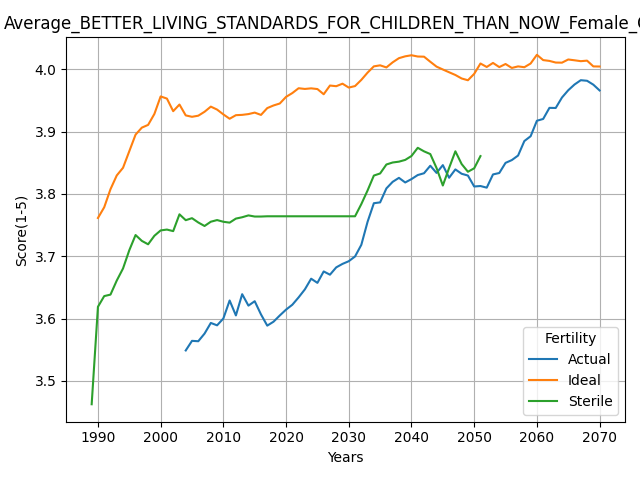 Average_BETTER_LIVING_STANDARDS_FOR_CHILDREN_THAN_NOW_Female_
Score(1-5)
4.0
3.9
3.8
3.7
3.6
3.5
Fertility
Actual
Ideal
Sterile
1990 2000 2010 2020 2030 2040 2050 2060 2070
Years